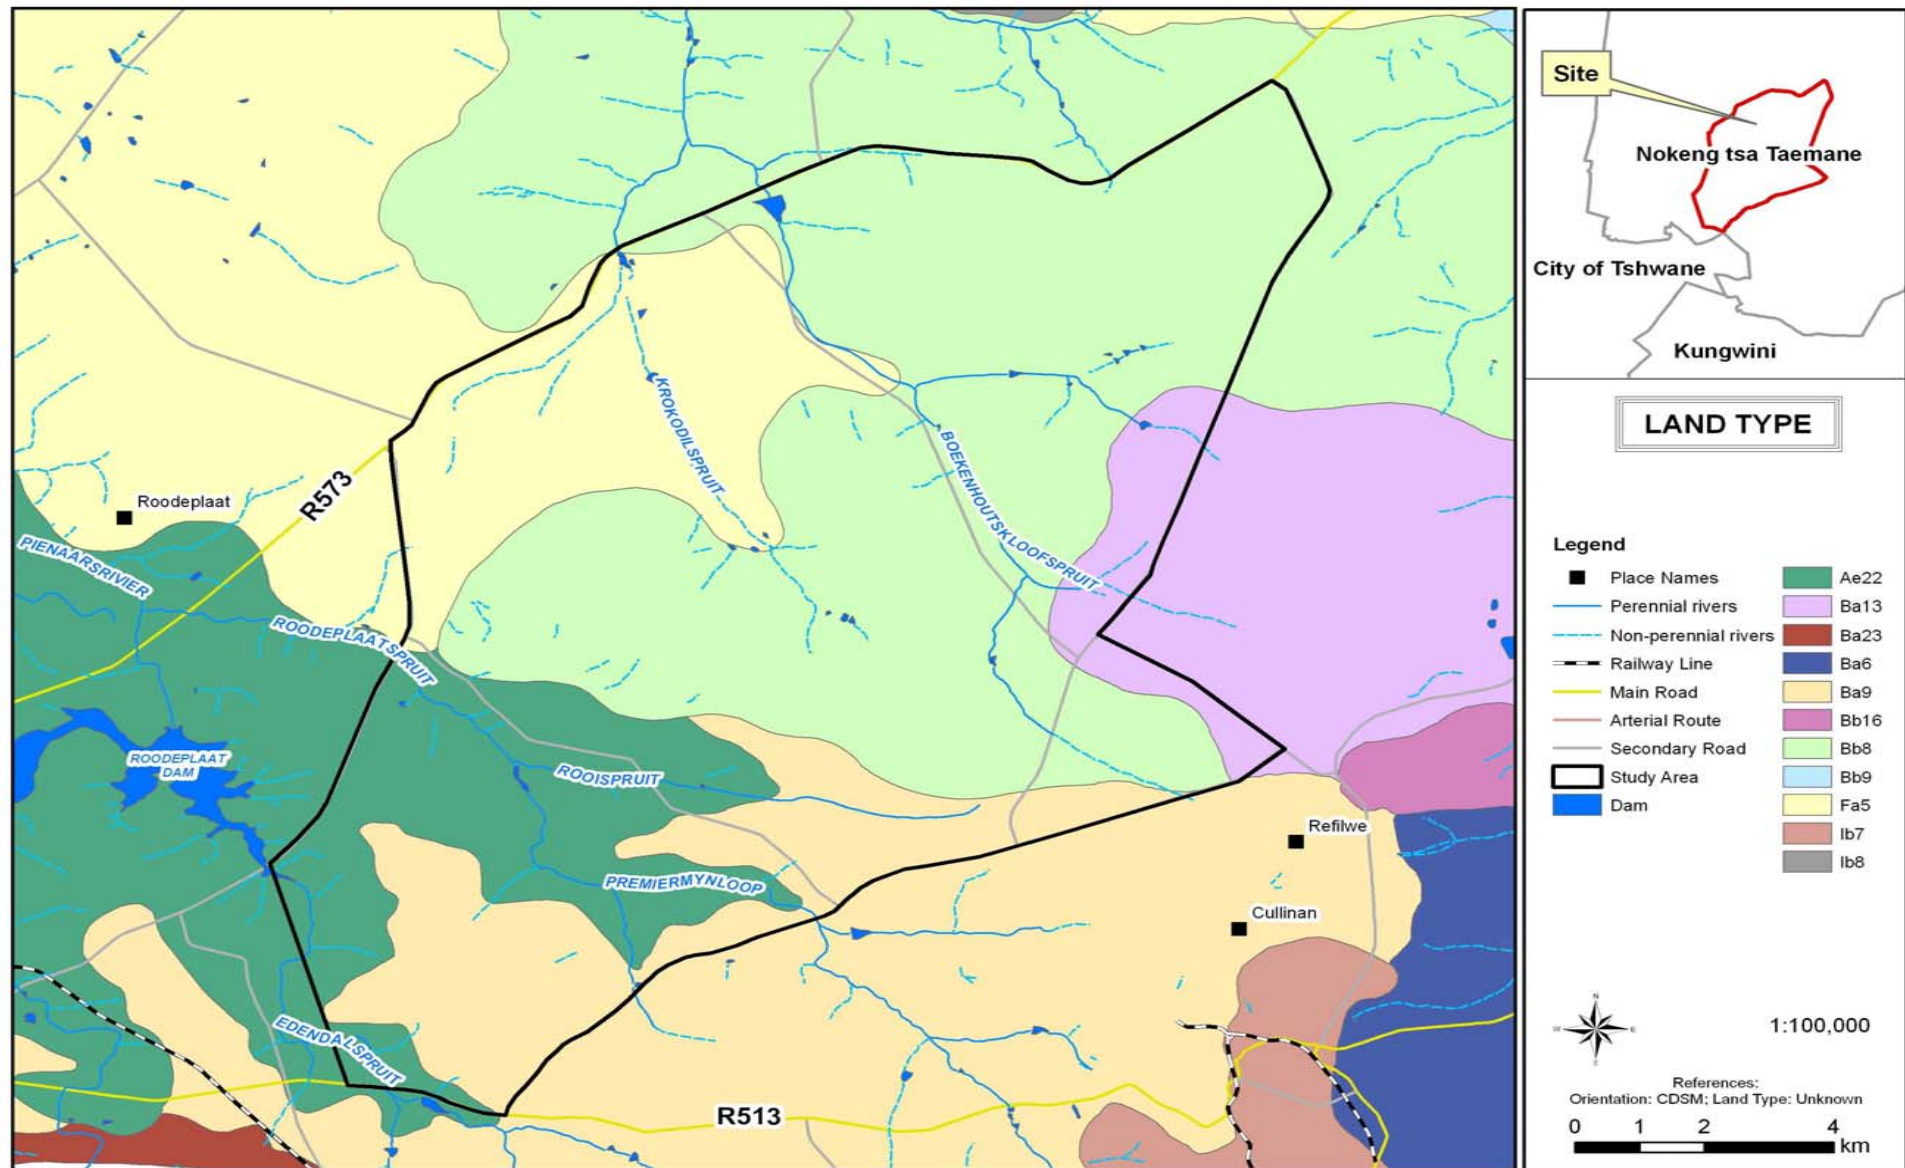 Roodeplaat
R573
PIENAARSRIVIER
ROODEPLAATSPRUIT
KROKODILSPRUIT
BOEKENHOUTSKLOOFSPRUIT
ROODEPLAAT
DAM
ROOISPRUIT
PREMIERMYNLOOP
Refilwe
Cullinan
EDENDALSPRUIT
R513
Site
Nokeng tsa Taemane
City of Tshwane
Kungwini
LAND TYPE
Legend
Place Names
Perennial rivers
Non-perennial rivers
Railway Line
Main Road
Arterial Route
Secondary Road
Study Area
Dam
Ae22
Ba13
Ba23
Ba6
Ba9
Bb16
Bb8
Bb9
Fa5
Ib7
Ib8
N
W E
S
1:100,000
References:
Orientation: CDSM; Land Type: Unknown
0 1 2 4
km